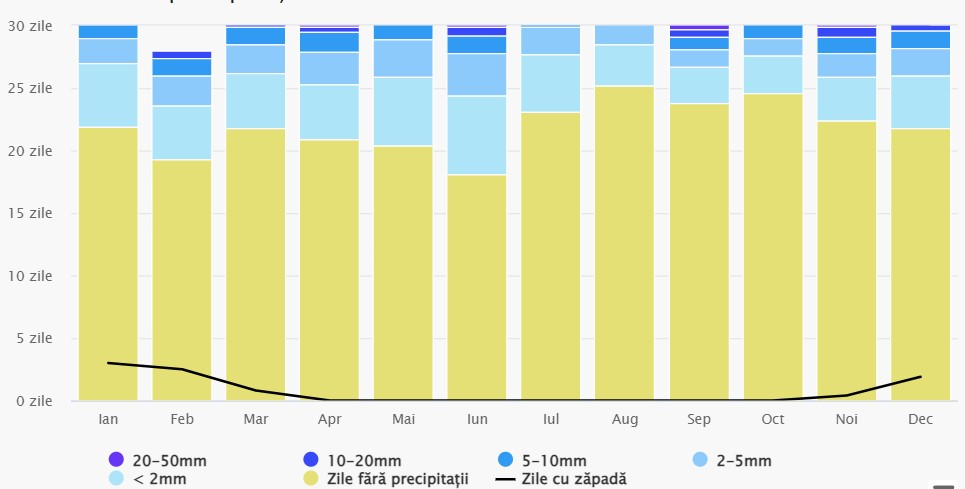 30 zile
25 zile
20 zile
15 zile
10 zile
5 zile
0 zile
Ian Feb Mar Apr Mai Iun Iul Aug Sep Oct Noi Dec
20-50mm 10-20mm 5-10mm 2-5mm
< 2mm Zile fără precipitații Zile cu zăpadă